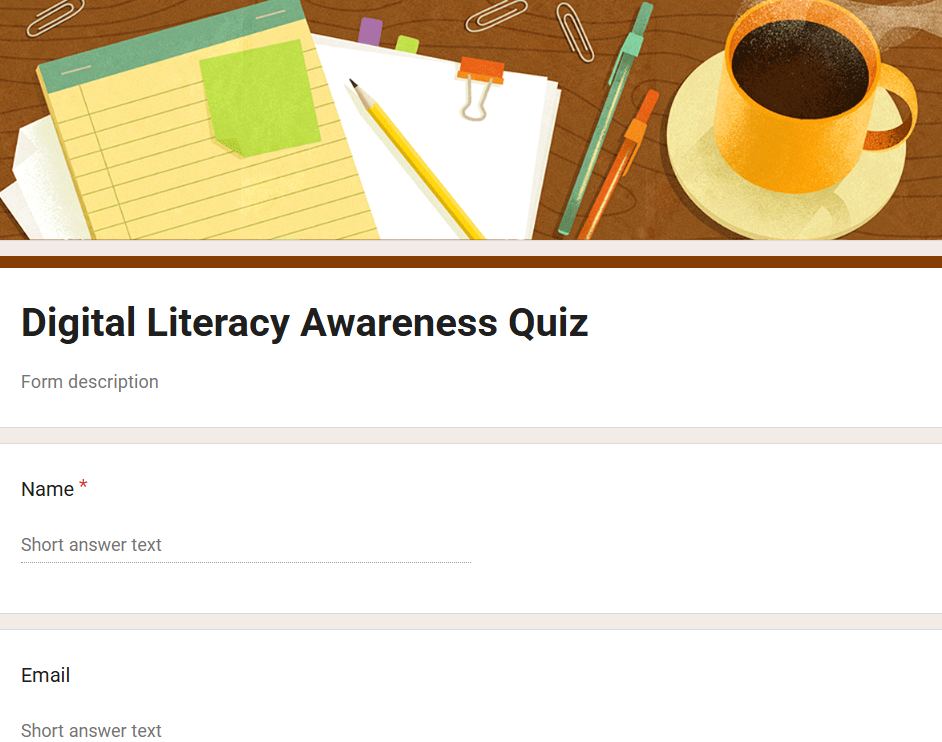 Digital Literacy Awareness Quiz
Form description
Name *
Short answer text
Email
Short answer text